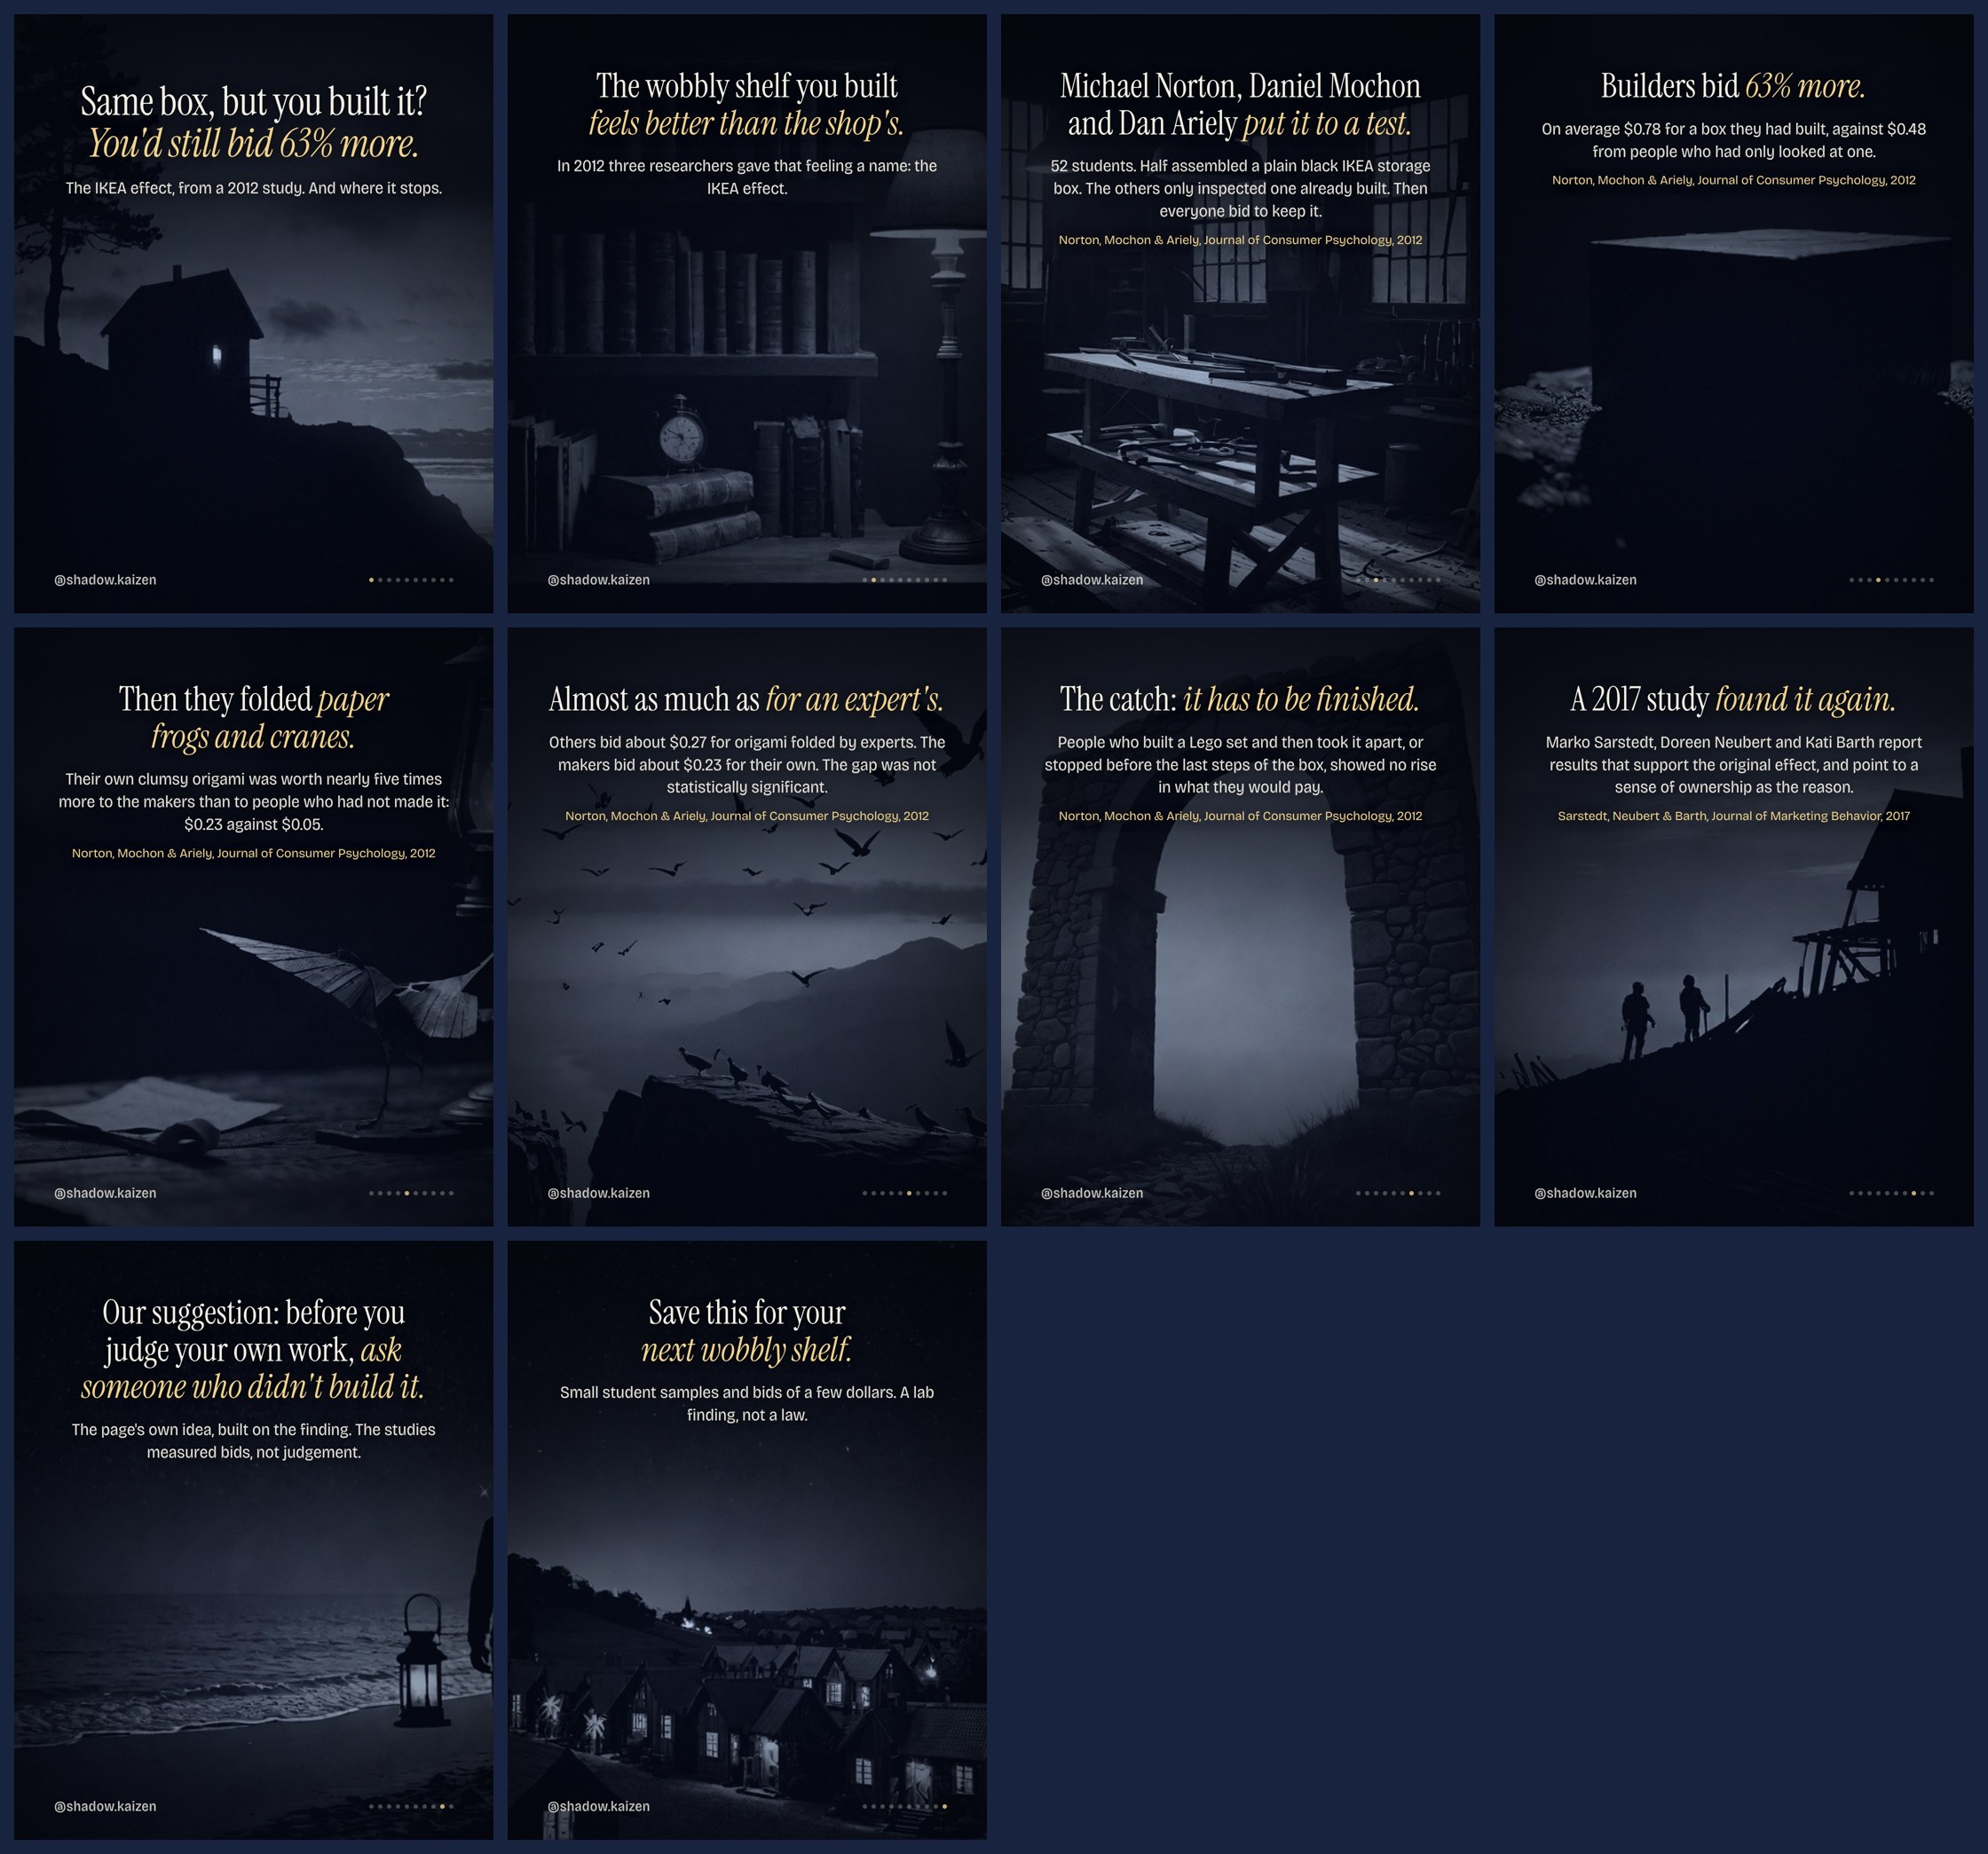 Same box, but you built it?
You'd still bid 63% more.
The IKEA effect, from a 2012 study. And where it stops.
@shadow.kaizen
The wobbly shelf you built
feels better than the shop's.
In 2012 three researchers gave that feeling a name: the
IKEA effect.
@shadow.kaizen
Michael Norton, Daniel Mochon
and Dan Ariely put it to a test.
52 students. Half assembled a plain black IKEA storage
box. The others only inspected one already built. Then
everyone bid to keep it.
Norton, Mochon & Ariely, Journal of Consumer Psychology, 2012
@shadow.kaizen
Builders bid 63% more.
On average $0.78 for a box they had built, against $0.48
from people who had only looked at one.
Norton, Mochon & Ariely, Journal of Consumer Psychology, 2012
@shadow.kaizen
Then they folded paper
frogs and cranes.
Their own clumsy origami was worth nearly five times
more to the makers than to people who had not made it:
$0.23 against $0.05.
Norton, Mochon & Ariely, Journal of Consumer Psychology, 2012
@shadow.kaizen
Almost as much as for an expert's.
Others bid about $0.27 for origami folded by experts. The
makers bid about $0.23 for their own. The gap was not
statistically significant.
Norton, Mochon & Ariely, Journal of Consumer Psychology, 2012
@shadow.kaizen
The catch: it has to be finished.
People who built a Lego set and then took it apart, or
stopped before the last steps of the box, showed no rise
in what they would pay.
Norton, Mochon & Ariely, Journal of Consumer Psychology, 2012
@shadow.kaizen
A 2017 study found it again.
Marko Sarstedt, Doreen Neubert and Kati Barth report
results that support the original effect, and point to a
sense of ownership as the reason.
Sarstedt, Neubert & Barth, Journal of Marketing Behavior, 2017
@shadow.kaizen
Our suggestion: before you
judge your own work, ask
someone who didn't build it.
The page's own idea, built on the finding. The studies
measured bids, not judgement.
@shadow.kaizen
Save this for your
next wobbly shelf.
Small student samples and bids of a few dollars. A lab
finding, not a law.
@shadow.kaizen